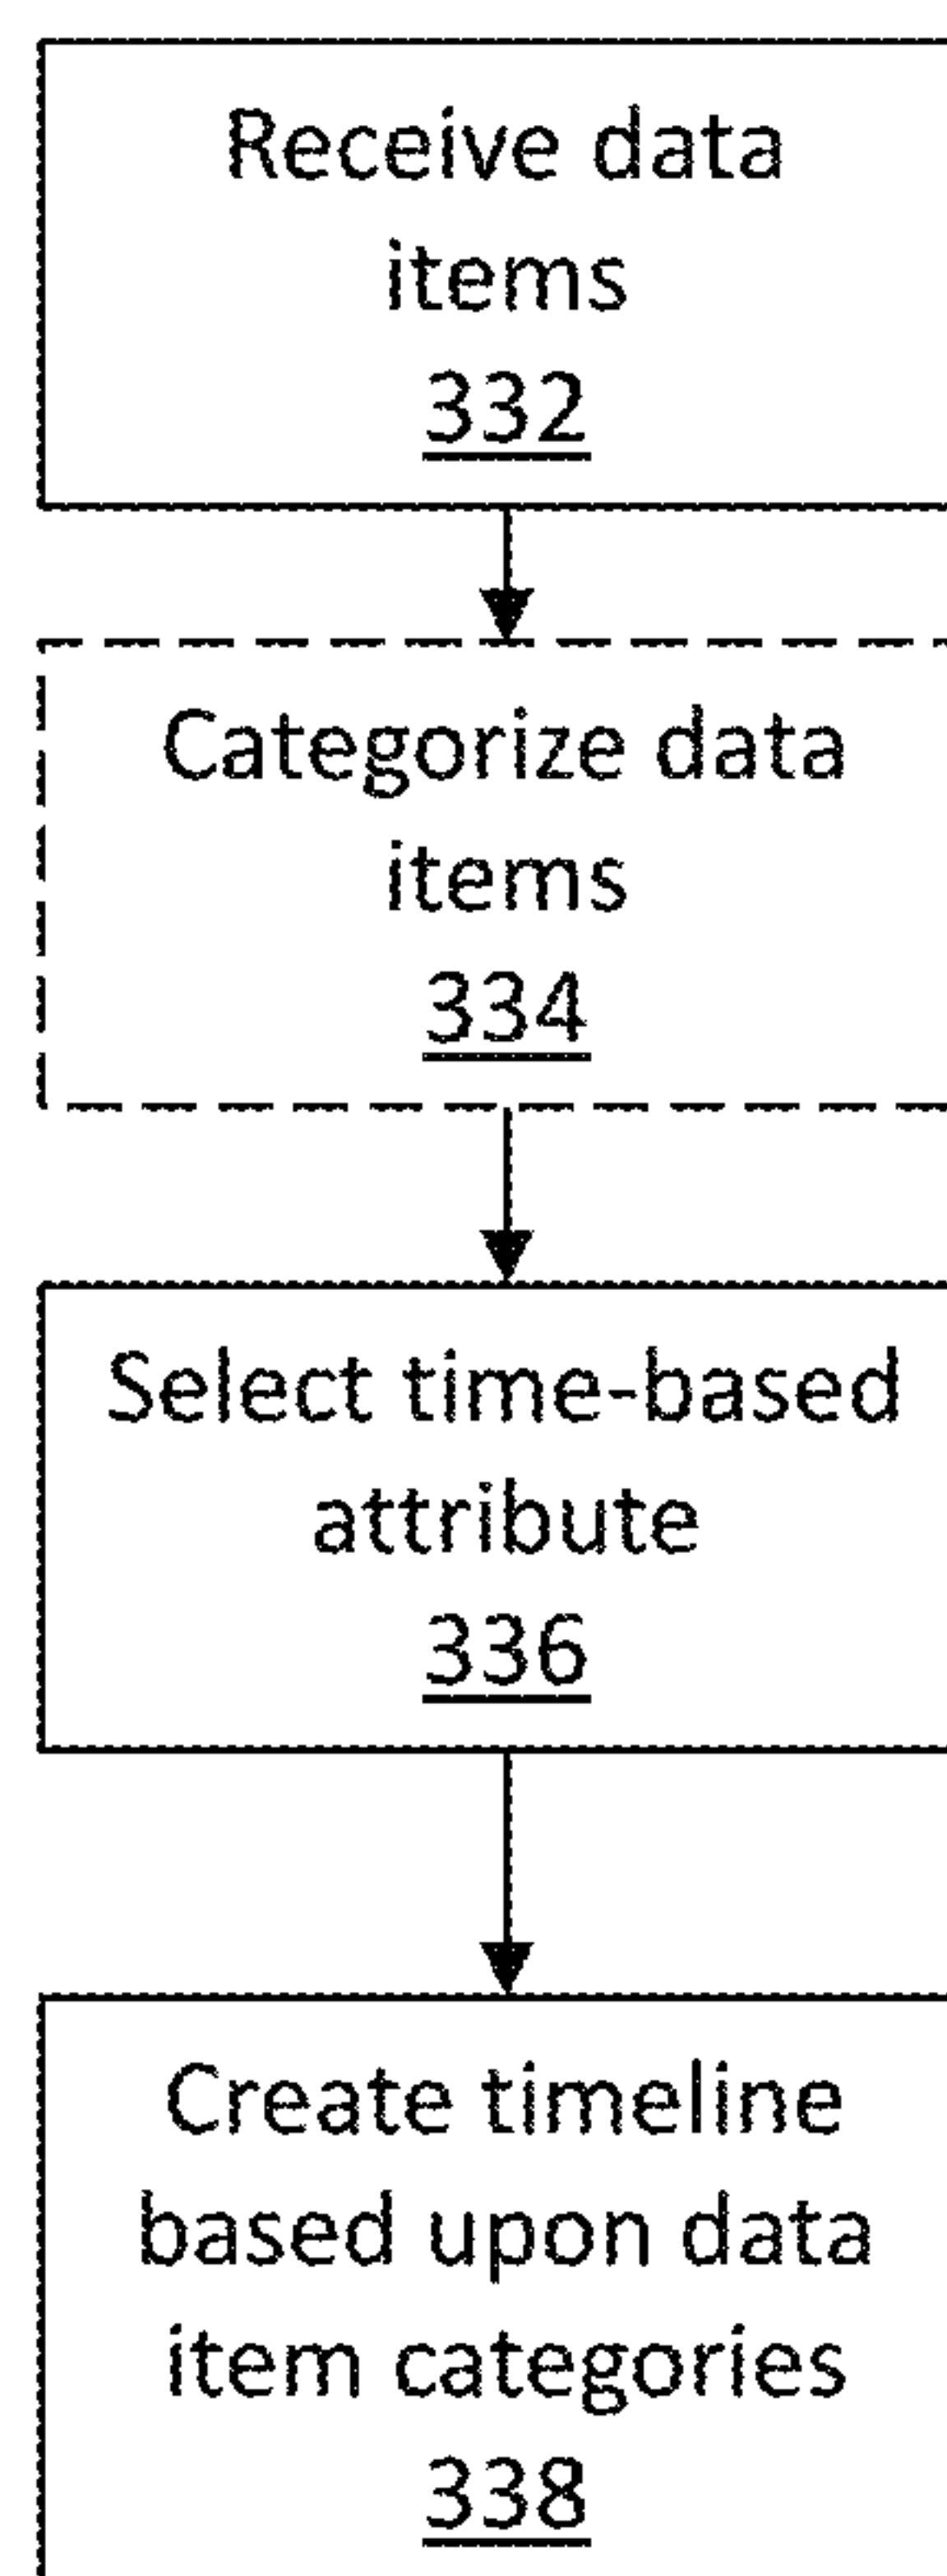 Receive data
items
332
Categorize data
items
334
Select time-based
attribute
336
Create timeline
based upon data
item categories
338